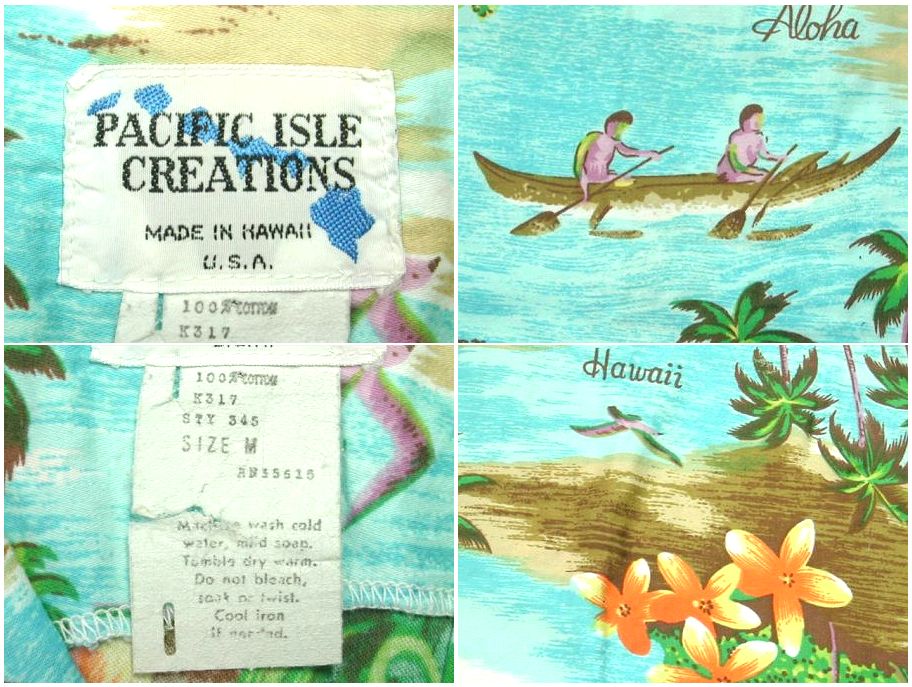 PACIFIC ISLE
CREATIONS
MADE IN HAWAII
U.S.A.
100% COTTON
K317
Aloha
100% COTTON
K317
STY 345
SIZE M
RN35615
Machine wash cold
water, mild soap.
Tumble dry warm.
Do not bleach,
soak or twist.
Cool iron
if needed.
Hawaii